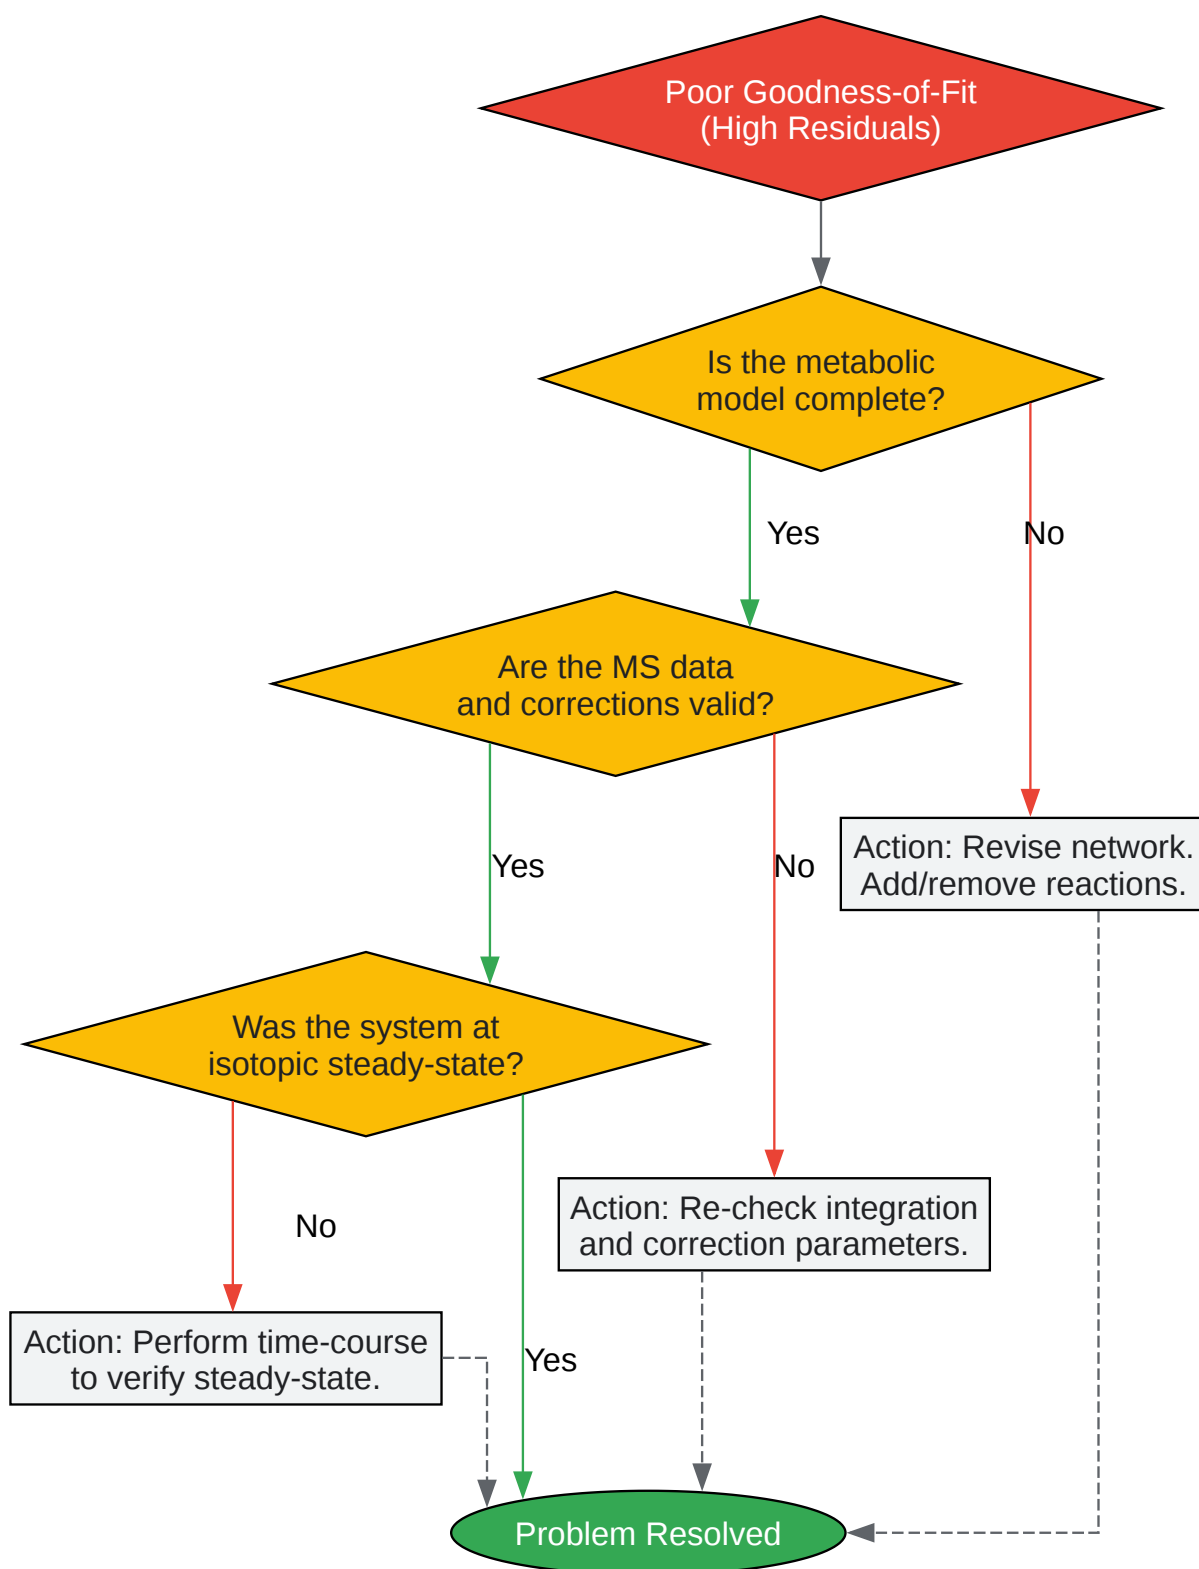 Poor Goodness-of-Fit
(High Residuals)
Is the metabolic
model complete?
Yes
No
Are the MS data
and corrections valid?
Action: Revise network.
Add/remove reactions.
Yes
No
Was the system at
isotopic steady-state?
No
Action: Re-check integration
and correction parameters.
Action: Perform time-course
to verify steady-state.
Yes
Problem Resolved